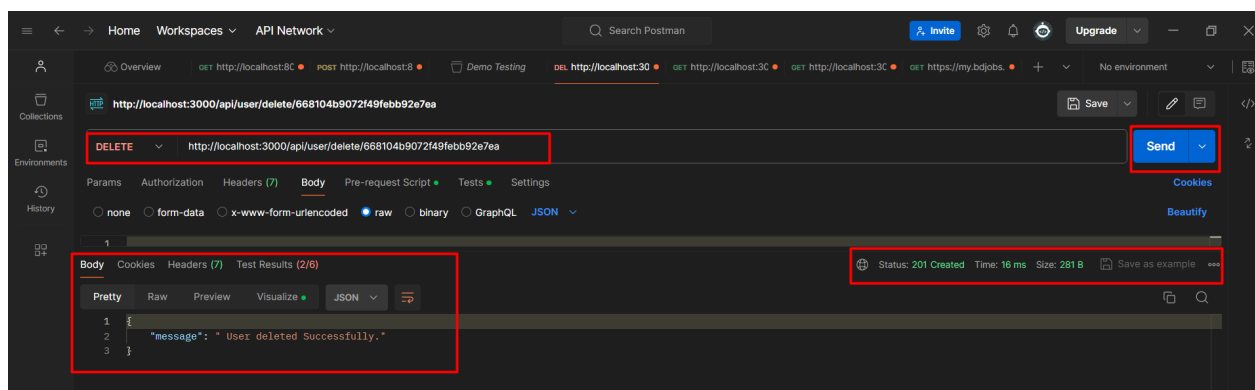 Home Workspaces API Network Search Postman Invite Upgrade
Overview GET http://localhost:8C POST http://localhost:8 Demo Testing DEL http://localhost:30 GET http://localhost:3C GET http://localhost:3C GET https://my.bdjobs. No environment
HTTP http://localhost:3000/api/user/delete/668104b9072f49febb92e7ea Save
Collections
DELETE http://localhost:3000/api/user/delete/668104b9072f49febb92e7ea Send
Environments
Params Authorization Headers (7) Body Pre-request Script Tests Settings Cookies
History
none form-data x-www-form-urlencoded raw binary GraphQL JSON Beautify
1
Body Cookies Headers (7) Test Results (2/6) Status: 201 Created Time: 16 ms Size: 281 B Save as example
Pretty Raw Preview Visualize JSON
1 {
2 "message": " User deleted Successfully."
3 }